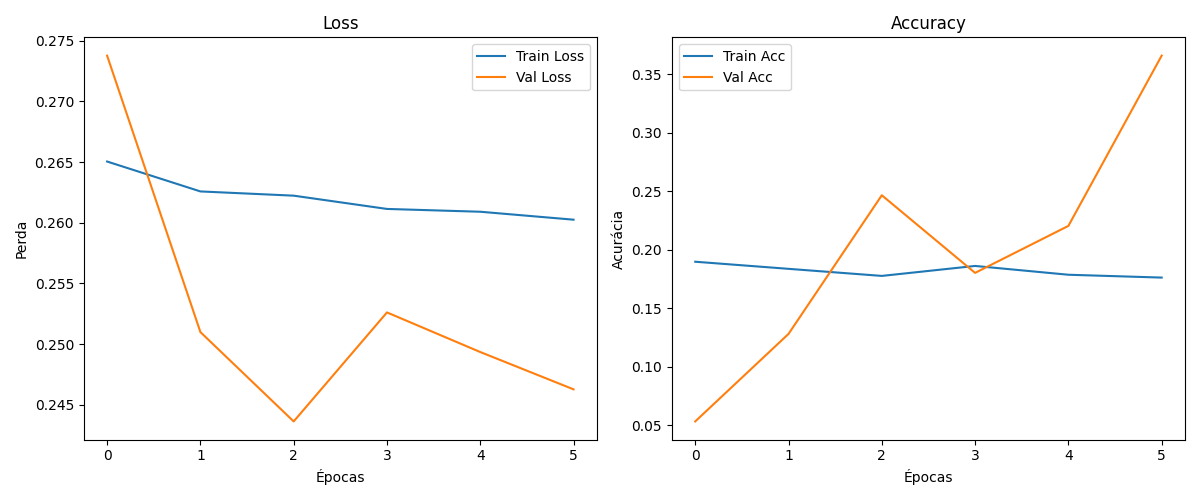 Loss
0.275
0.270
0.265
0.260
0.255
0.250
0.245
Perda
Train Loss
Val Loss
0 1 2 3 4 5
Épocas
Accuracy
0.35
0.30
0.25
0.20
0.15
0.10
0.05
Acurácia
Train Acc
Val Acc
0 1 2 3 4 5
Épocas